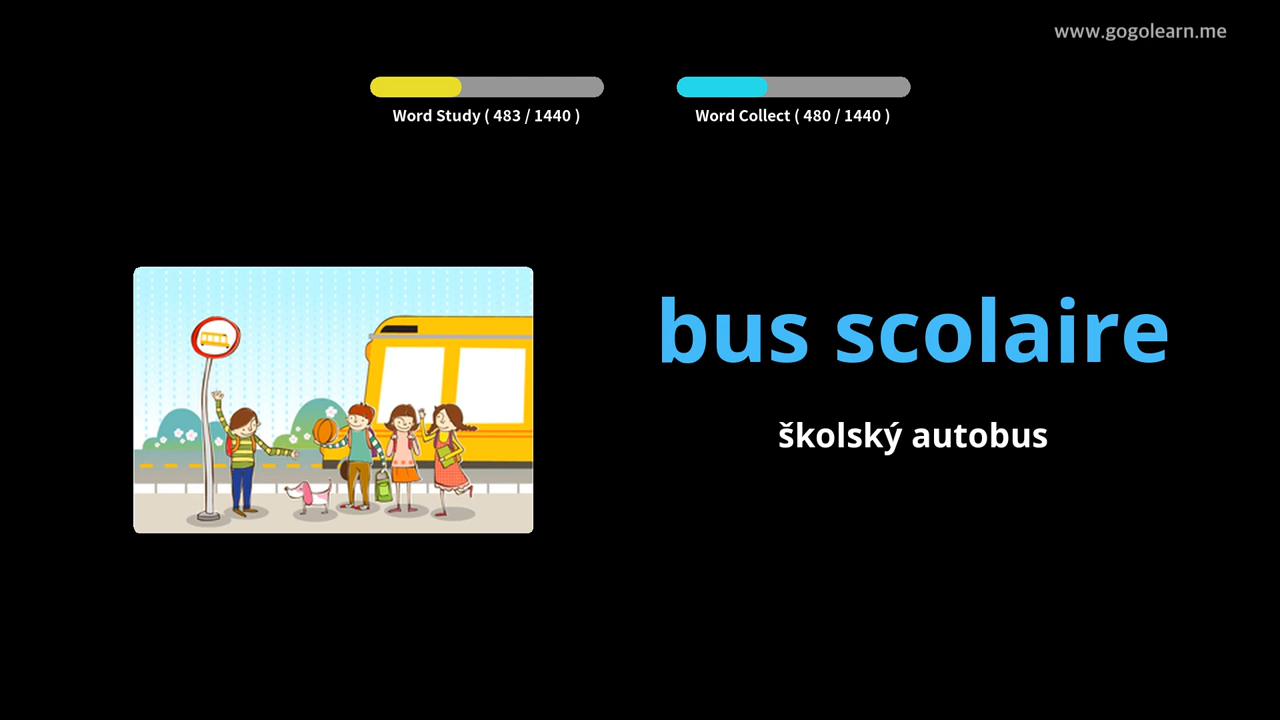 www.gogolearn.me
Word Study ( 483 / 1440 )
Word Collect ( 480 / 1440 )
bus scolaire
školský autobus